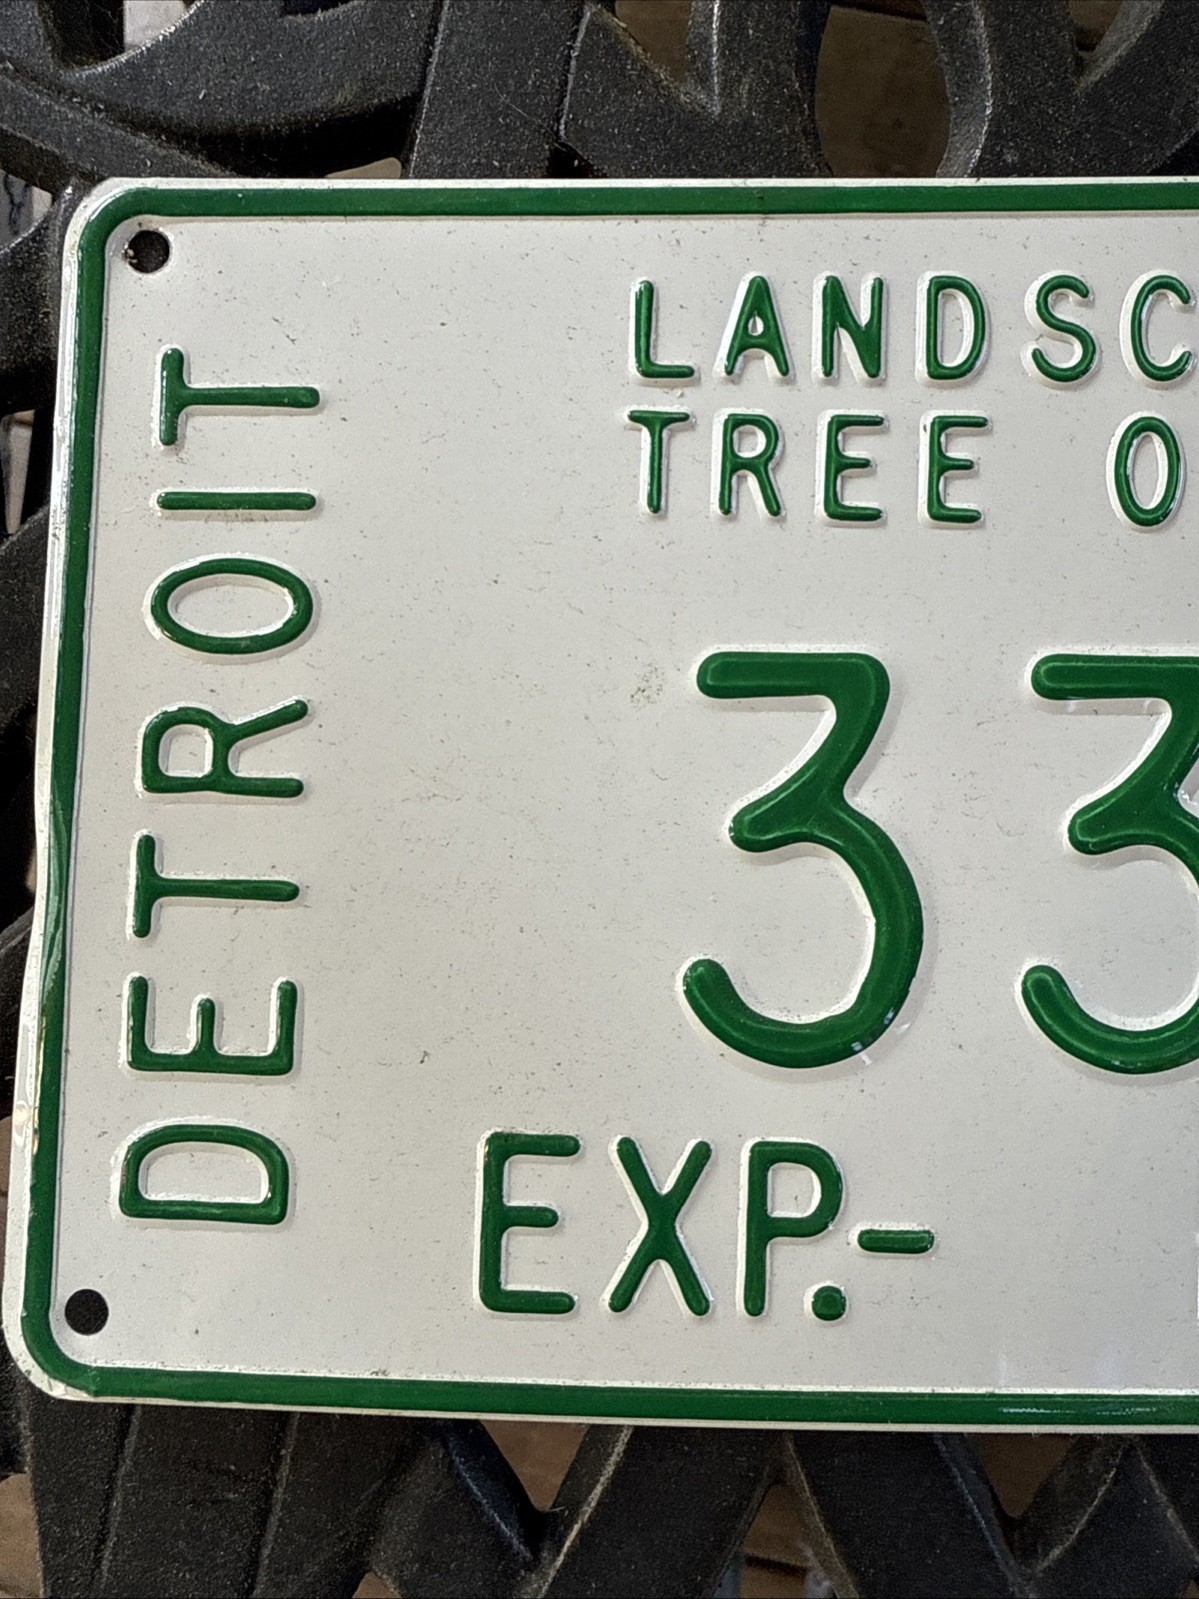 DETROIT
LANDSC
TREE O
33
EXP.-